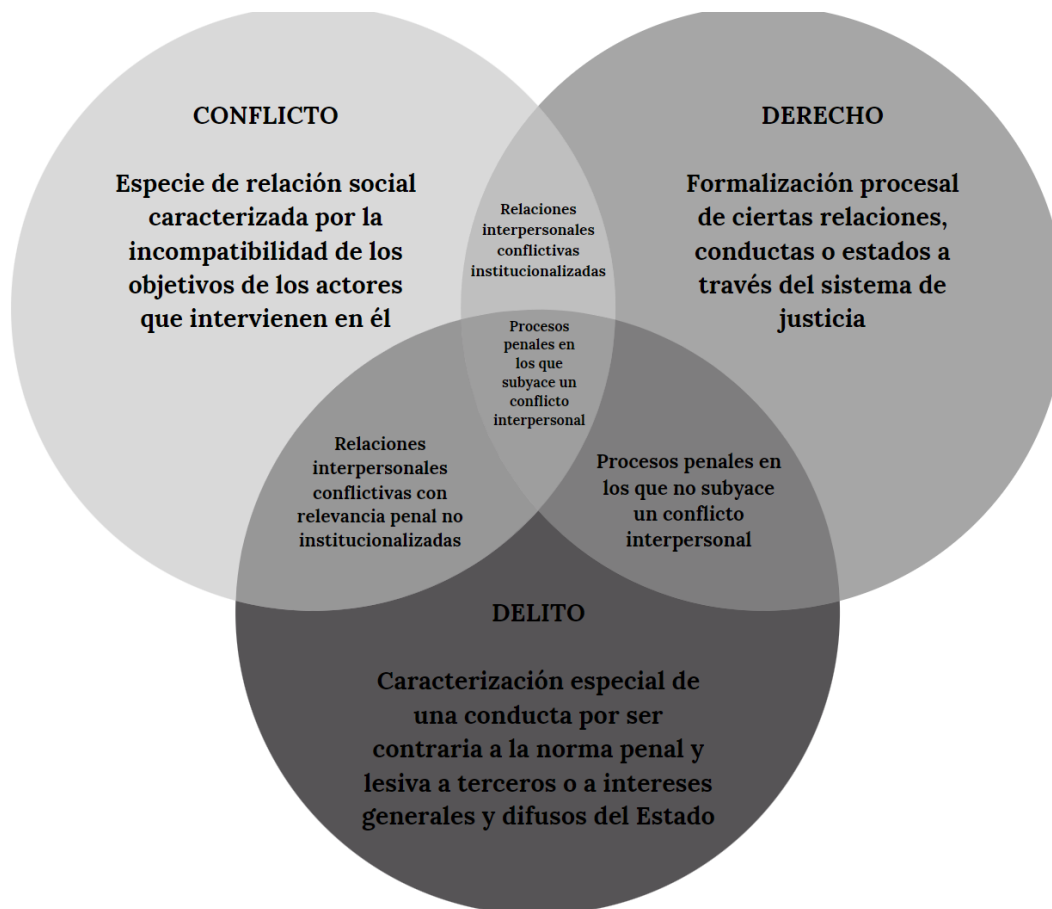 CONFLICTO
Especie de relación social
caracterizada por la
incompatibilidad de los
objetivos de los actores
que intervienen en él
DERECHO
Formalización procesal
de ciertas relaciones,
conductas o estados a
través del sistema de
justicia
Relaciones
interpersonales
conflictivas
institucionalizadas
Procesos
penales en
los que
subyace un
conflicto
interpersonal
Relaciones
interpersonales
conflictivas con
relevancia penal no
institucionalizadas
Procesos penales en
los que no subyace
un conflicto
interpersonal
DELITO
Caracterización especial de
una conducta por ser
contraria a la norma penal y
lesiva a terceros o a intereses
generales y difusos del Estado